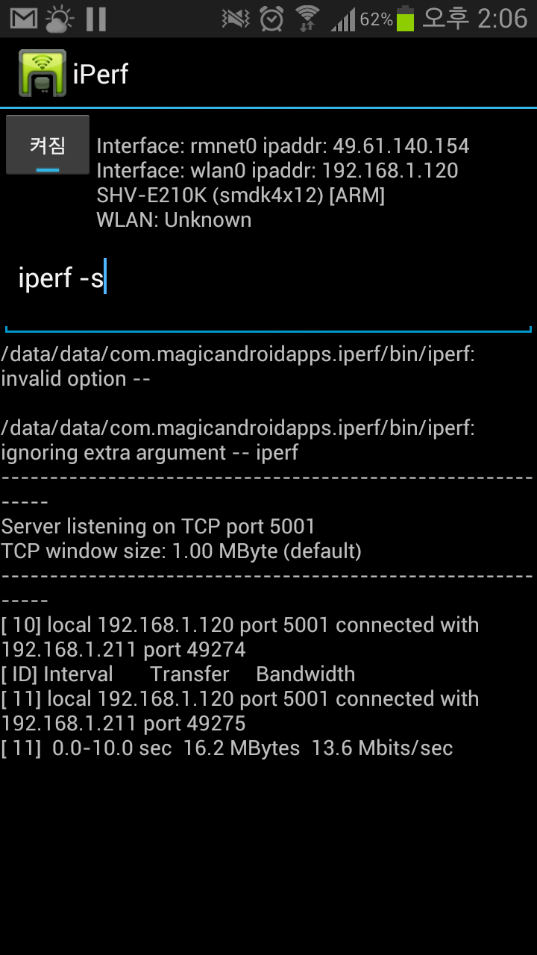 62% 오후 2:06
iPerf
켜짐
Interface: rmnet0 ipaddr: 49.61.140.154
Interface: wlan0 ipaddr: 192.168.1.120
SHV-E210K (smdk4x12) [ARM]
WLAN: Unknown
iperf -s
/data/data/com.magicandroidapps.iperf/bin/iperf:
invalid option --
/data/data/com.magicandroidapps.iperf/bin/iperf:
ignoring extra argument -- iperf
------------------------------------------------------------
-----
Server listening on TCP port 5001
TCP window size: 1.00 MByte (default)
------------------------------------------------------------
-----
[ 10] local 192.168.1.120 port 5001 connected with
192.168.1.211 port 49274
[ ID] Interval       Transfer     Bandwidth
[ 11] local 192.168.1.120 port 5001 connected with
192.168.1.211 port 49275
[ 11]  0.0-10.0 sec  16.2 MBytes  13.6 Mbits/sec